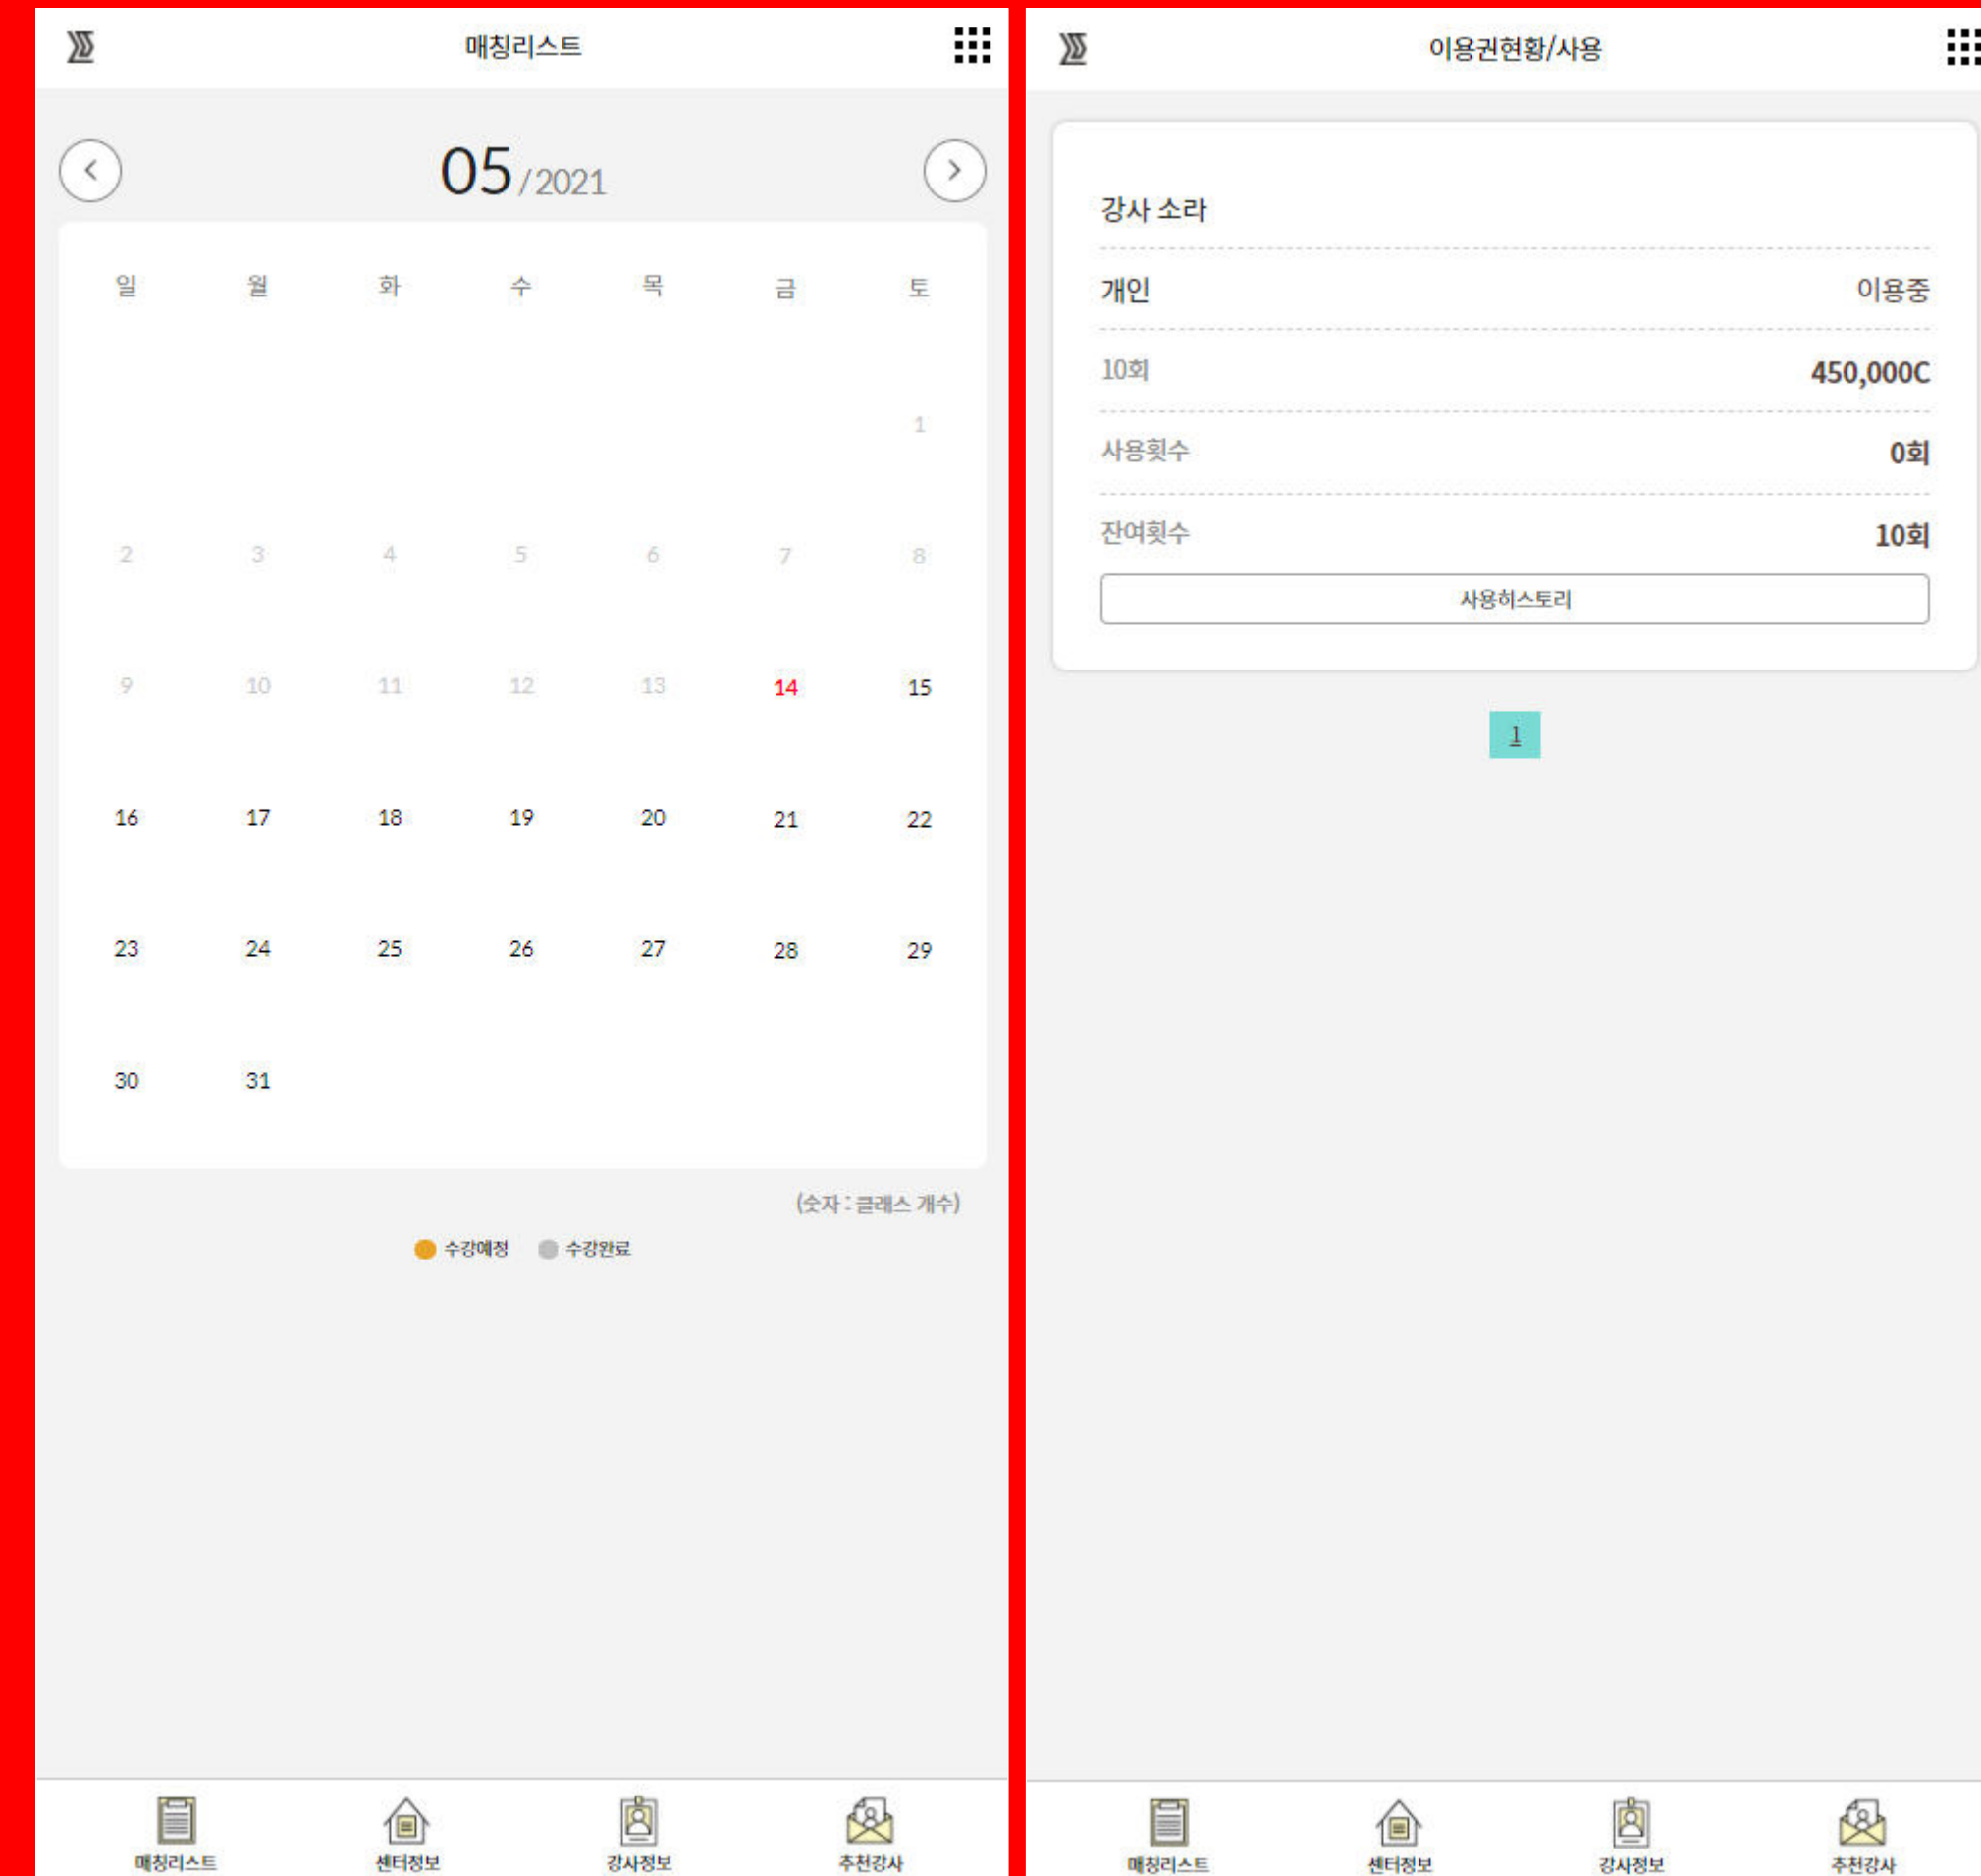 매칭리스트
05/2021
일 월 화 수 목 금 토
1
2 3 4 5 6 7 8
9 10 11 12 13 14 15
16 17 18 19 20 21 22
23 24 25 26 27 28 29
30 31
(숫자 : 클래스 개수)
수강예정 수강완료
매칭리스트 센터정보 강사정보 추천강사
이용권현황/사용
강사 소라
개인 이용중
10회 450,000C
사용횟수 0회
잔여횟수 10회
사용히스토리
1
매칭리스트 센터정보 강사정보 추천강사